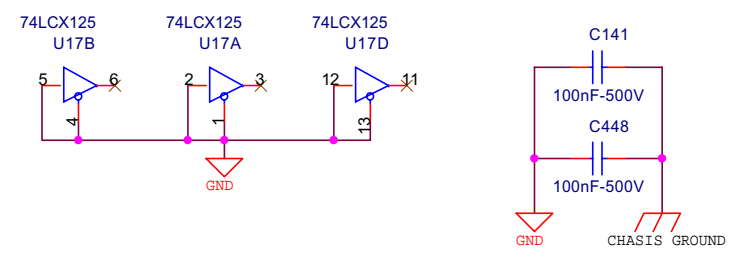 74LCX125
U17B
5
6
4
74LCX125
U17A
2
3
1
74LCX125
U17D
12
11
13
GND
C141
100nF-500V
C448
100nF-500V
GND
CHASIS GROUND